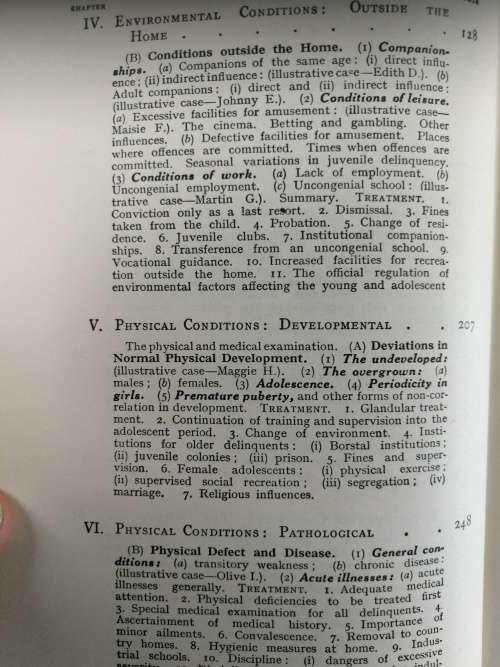 CHAPTER
IV. ENVIRONMENTAL CONDITIONS: OUTSIDE THE
HOME . . . . . . . 128
(B) Conditions outside the Home. (1) Companion-
ships. (a) Companions of the same age: (i) direct influ-
ence; (ii) indirect influence: (illustrative case—Edith D.). (b)
Adult companions: (i) direct and (ii) indirect influence:
(illustrative case—Johnny E.). (2) Conditions of leisure.
(a) Excessive facilities for amusement: (illustrative case—
Maisie F.). The cinema. Betting and gambling. Other
influences. (b) Defective facilities for amusement. Places
where offences are committed. Times when offences are
committed. Seasonal variations in juvenile delinquency.
(3) Conditions of work. (a) Lack of employment. (b)
Uncongenial employment. (c) Uncongenial school: (illus-
trative case—Martin G.). Summary. TREATMENT. 1.
Conviction only as a last resort. 2. Dismissal. 3. Fines
taken from the child. 4. Probation. 5. Change of resi-
dence. 6. Juvenile clubs. 7. Institutional companion-
ships. 8. Transference from an uncongenial school. 9.
Vocational guidance. 10. Increased facilities for recrea-
tion outside the home. 11. The official regulation of
environmental factors affecting the young and adolescent
V. PHYSICAL CONDITIONS: DEVELOPMENTAL . . 207
The physical and medical examination. (A) Deviations in
Normal Physical Development. (1) The undeveloped:
(illustrative case—Maggie H.). (2) The overgrown: (a)
males; (b) females. (3) Adolescence. (4) Periodicity in
girls. (5) Premature puberty, and other forms of non-cor-
relation in development. TREATMENT. 1. Glandular treat-
ment. 2. Continuation of training and supervision into the
adolescent period. 3. Change of environment. 4. Insti-
tutions for older delinquents: (i) Borstal institutions;
(ii) juvenile colonies; (iii) prison. 5. Fines and super-
vision. 6. Female adolescents: (i) physical exercise;
(ii) supervised social recreation; (iii) segregation; (iv)
marriage. 7. Religious influences.
VI. PHYSICAL CONDITIONS: PATHOLOGICAL . . 248
(B) Physical Defect and Disease. (1) General con-
ditions: (a) transitory weakness; (b) chronic disease:
(illustrative case—Olive I.). (2) Acute illnesses: (a) acute
illnesses generally. TREATMENT. 1. Adequate medical
attention. 2. Physical deficiencies to be treated first
3. Special medical examination for all delinquents. 4.
Ascertainment of medical history. 5. Importance of
minor ailments. 6. Convalescence. 7. Removal to coun-
try homes. 8. Hygienic measures at home. 9. Indus-
trial schools. 10. Discipline: (i) dangers of excessive